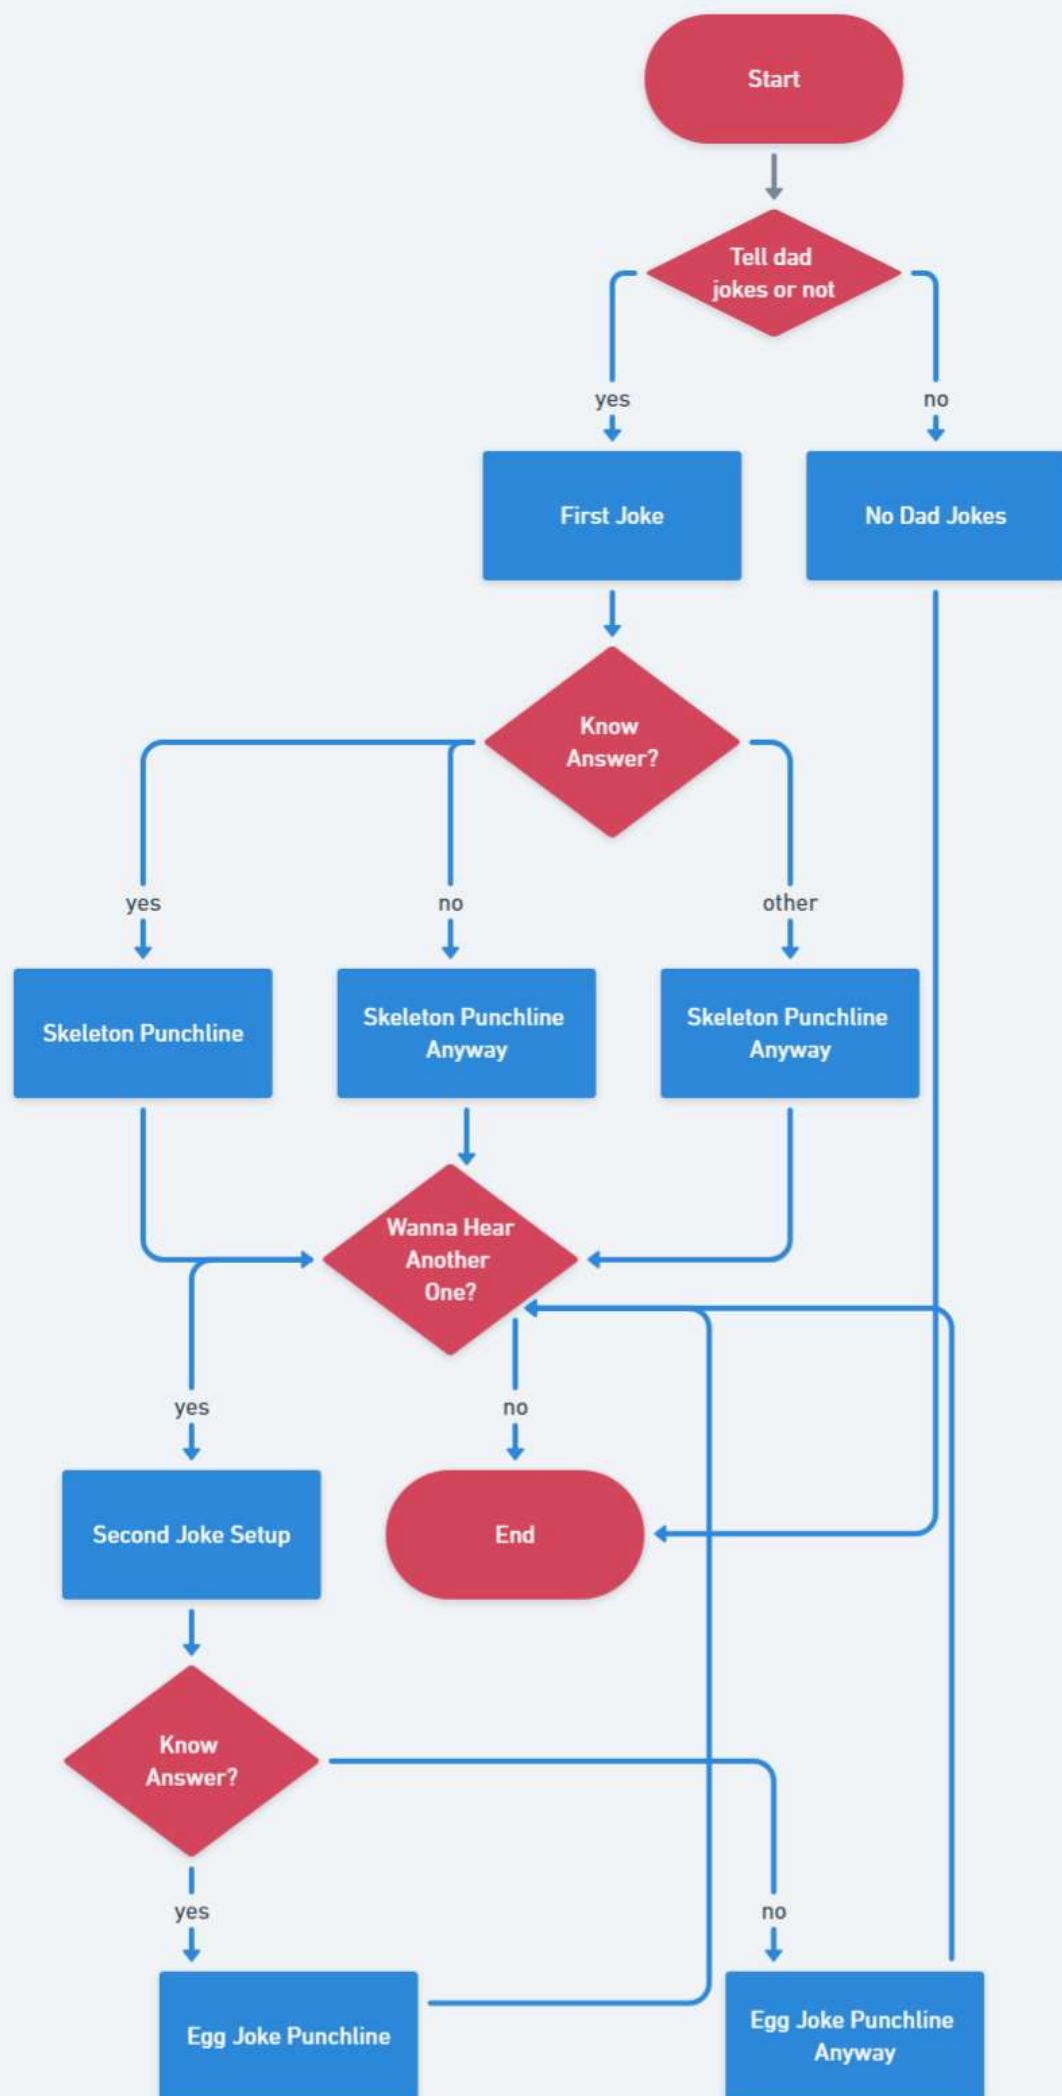 Start
Tell dad
jokes or not
yes
no
First Joke
No Dad Jokes
Know
Answer?
yes
no
other
Skeleton Punchline
Skeleton Punchline
Anyway
Skeleton Punchline
Anyway
Wanna Hear
Another
One?
yes
no
Second Joke Setup
End
Know
Answer?
yes
no
Egg Joke Punchline
Egg Joke Punchline
Anyway